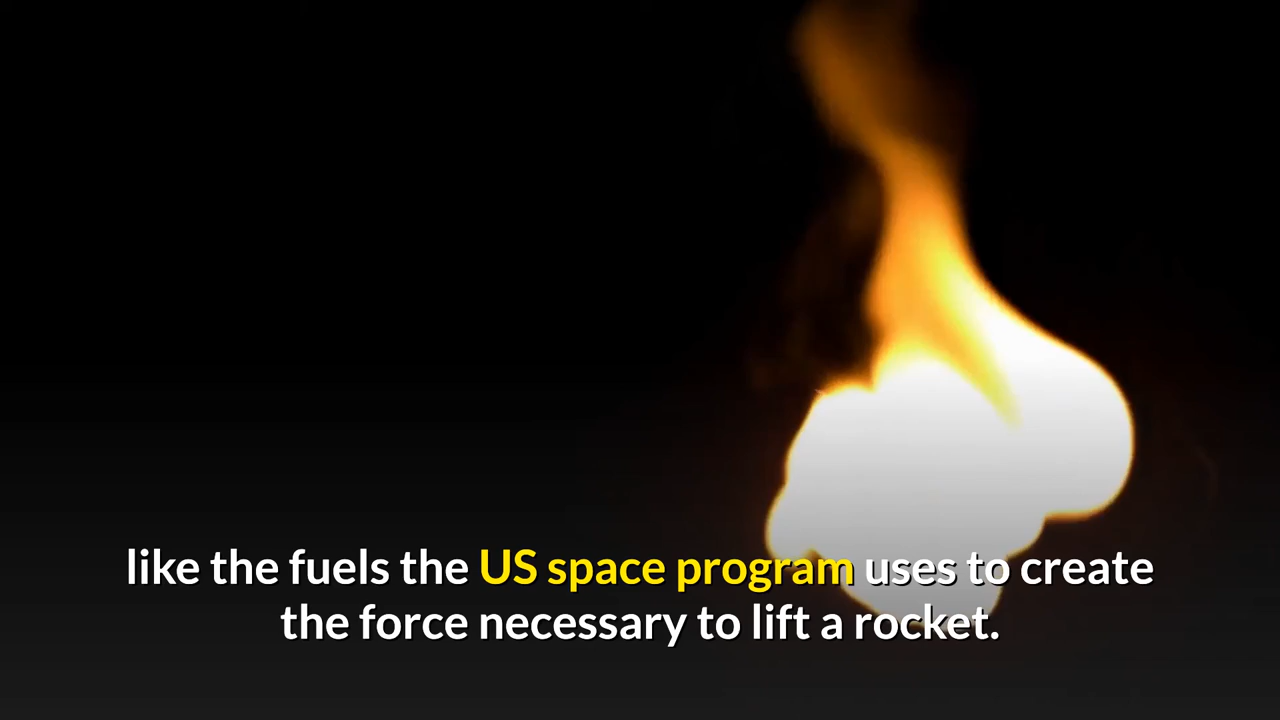 like the fuels the US space program uses to create
the force necessary to lift a rocket.